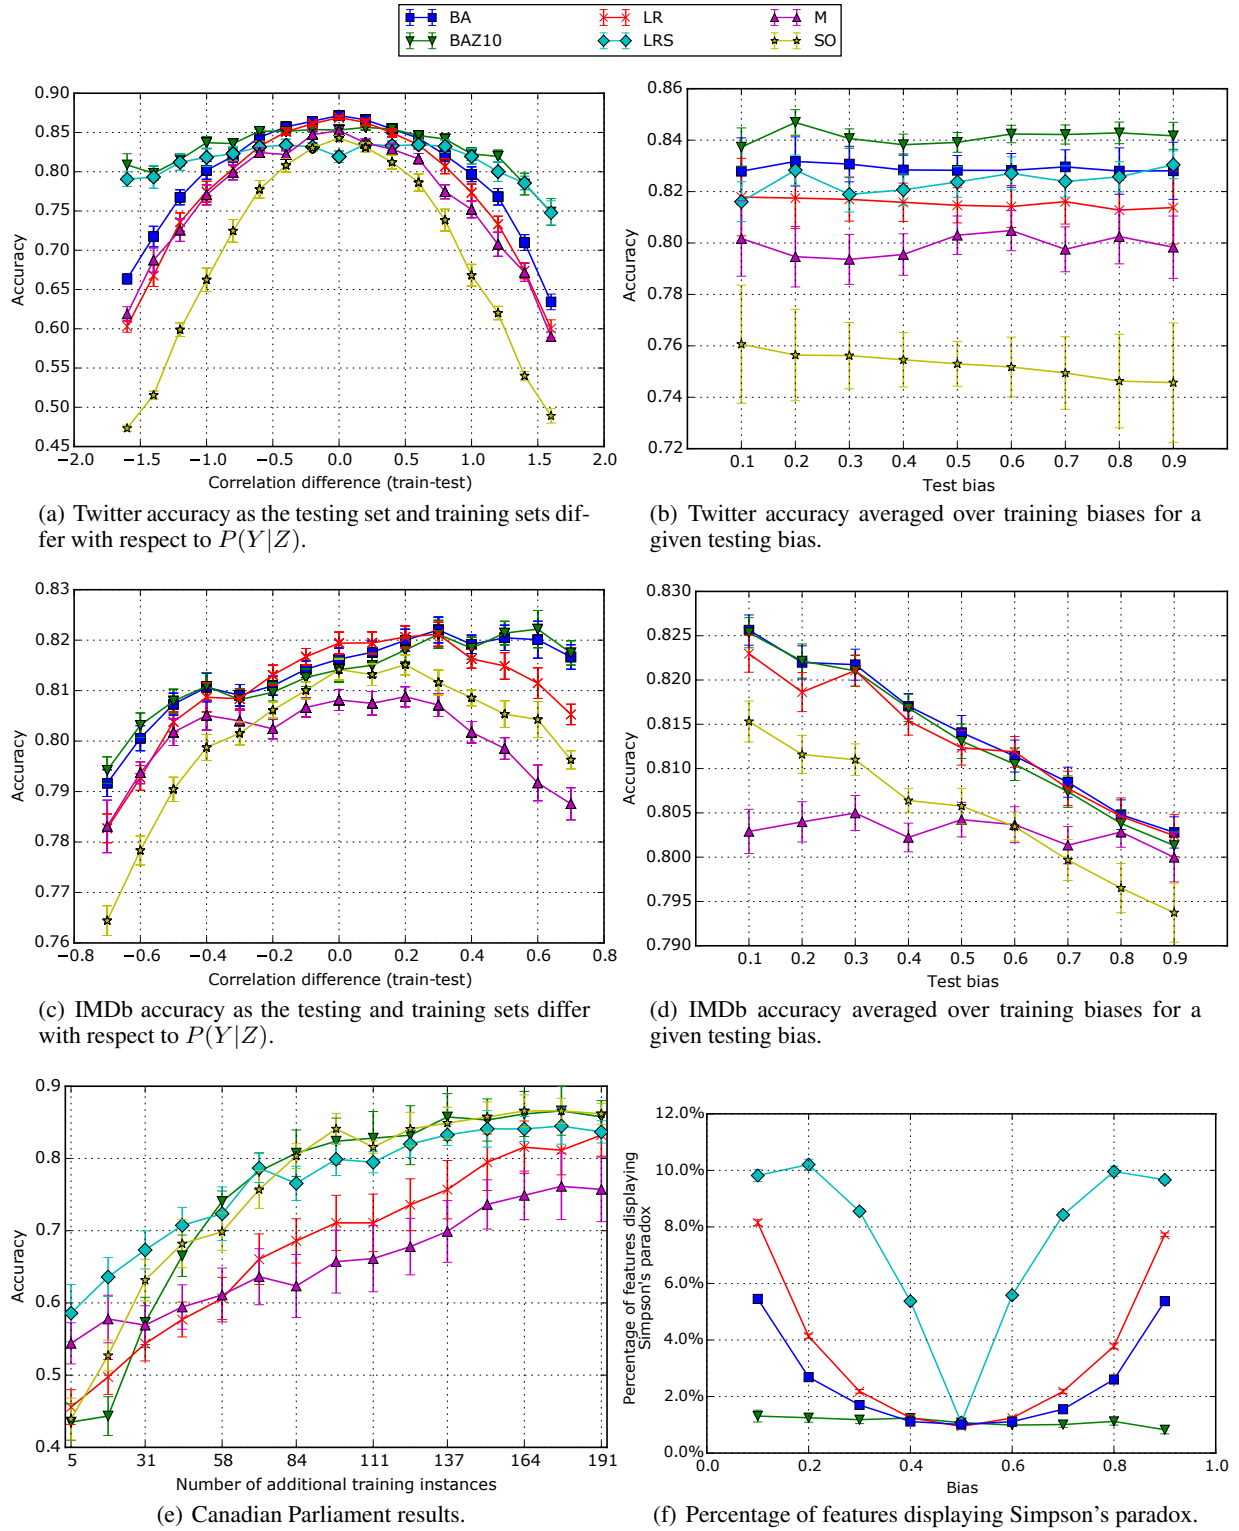 BA LR M
BAZ10 LRS SO
0.90
0.85
0.80
0.75
0.70
0.65
0.60
0.55
0.50
0.45
Accuracy
−2.0 −1.5 −1.0 −0.5 0.0 0.5 1.0 1.5 2.0
Correlation difference (train-test)
(a) Twitter accuracy as the testing set and training sets dif-
fer with respect to P(Y|Z).
0.86
0.84
0.82
0.80
0.78
0.76
0.74
0.72
Accuracy
0.1 0.2 0.3 0.4 0.5 0.6 0.7 0.8 0.9
Test bias
(b) Twitter accuracy averaged over training biases for a
given testing bias.
0.83
0.82
0.81
0.80
0.79
0.78
0.77
0.76
Accuracy
−0.8 −0.6 −0.4 −0.2 0.0 0.2 0.4 0.6 0.8
Correlation difference (train-test)
(c) IMDb accuracy as the testing and training sets differ
with respect to P(Y|Z).
0.830
0.825
0.820
0.815
0.810
0.805
0.800
0.795
0.790
Accuracy
0.1 0.2 0.3 0.4 0.5 0.6 0.7 0.8 0.9
Test bias
(d) IMDb accuracy averaged over training biases for a
given testing bias.
0.9
0.8
0.7
0.6
0.5
0.4
Accuracy
5 31 58 84 111 137 164 191
Number of additional training instances
(e) Canadian Parliament results.
12.0%
10.0%
8.0%
6.0%
4.0%
2.0%
0.0%
Percentage of features displaying
Simpson's paradox
0.0 0.2 0.4 0.6 0.8 1.0
Bias
(f) Percentage of features displaying Simpson's paradox.